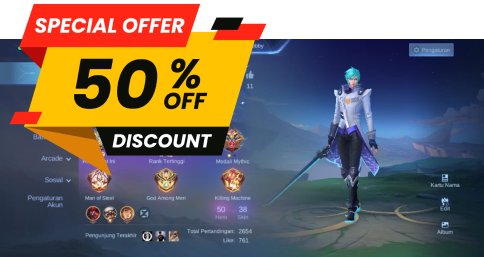 SPECIAL OFFER
50% OFF
DISCOUNT
Pengaturan
11
Arcade
Rank Tertinggi
Medali Mythic
Sosial
Man of Steel
God Among Men
Killing Machine
Pengaturan Akun
50
38
Kartu Nama
Edit
Album
Pengunjung Terakhir
Total Pertandingan: 2654
Like: 761